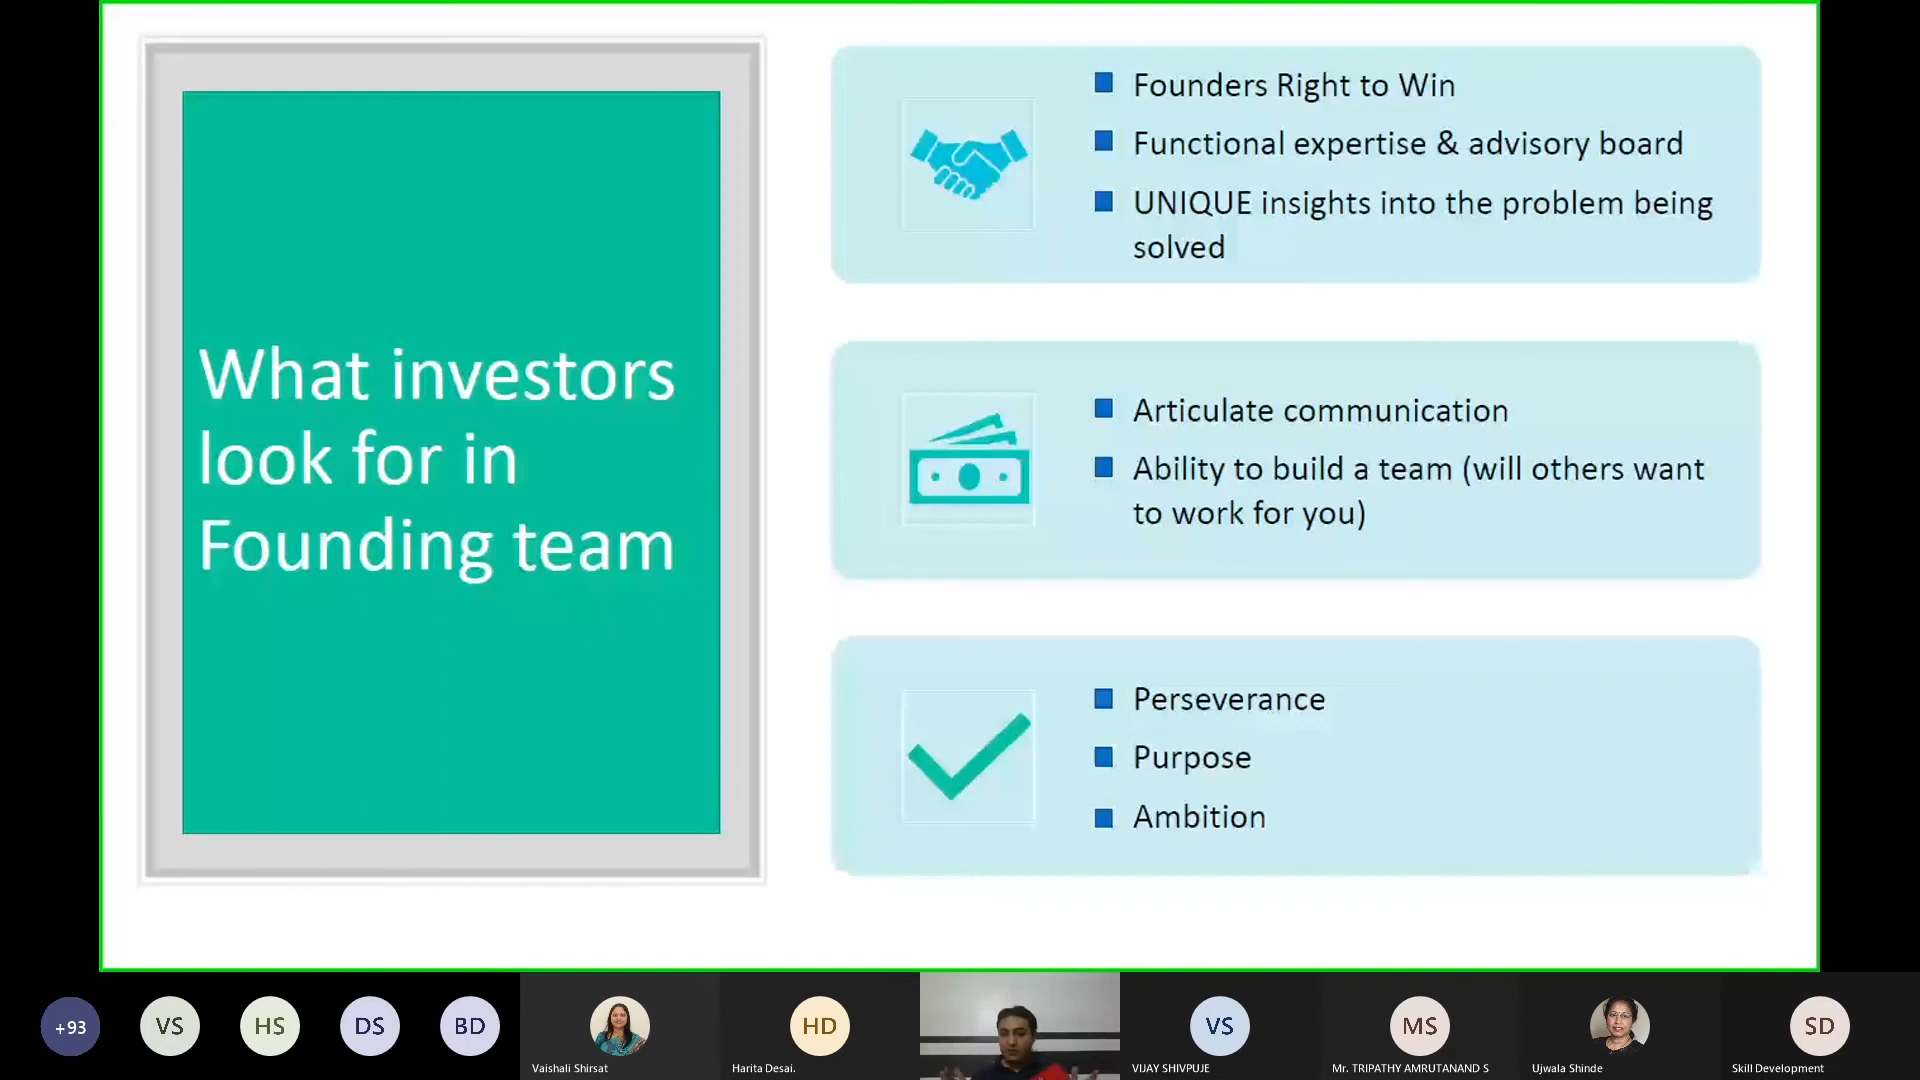 What investors
look for in
Founding team
Founders Right to Win
Functional expertise & advisory board
UNIQUE insights into the problem being
solved
Articulate communication
Ability to build a team (will others want
to work for you)
Perseverance
Purpose
Ambition
+93
VS
HS
DS
BD
Vaishali Shirsat
HD
Harita Desai.
VS
VIJAY SHIVPUJE
MS
Mr. TRIPATHY AMRUTANAND S
Ujwala Shinde
SD
Skill Development